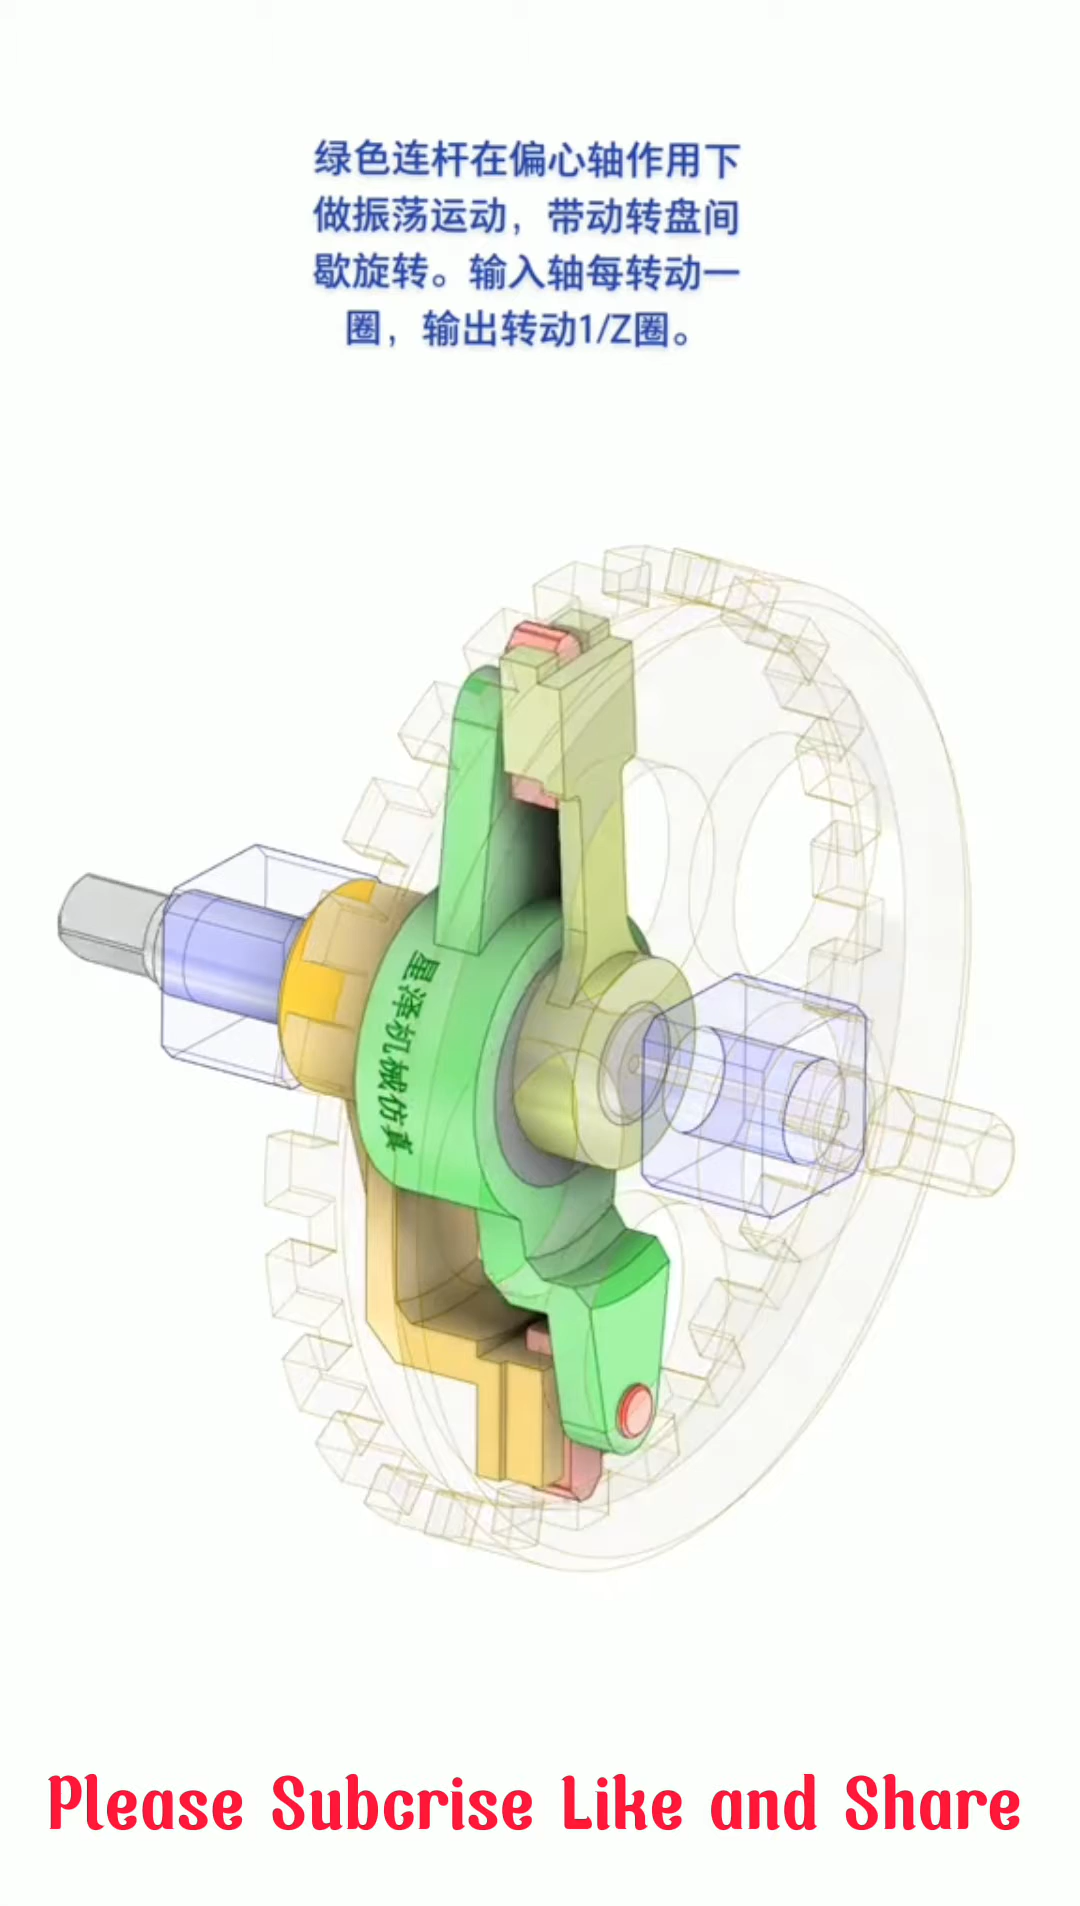 绿色连杆在偏心轴作用下
做振荡运动，带动转盘间
歇旋转。输入轴每转动一
圈，输出转动1/Z圈。
星泽机械仿真
Please Subcrise Like and Share